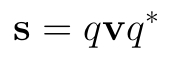 𝐬 = q𝐯q*